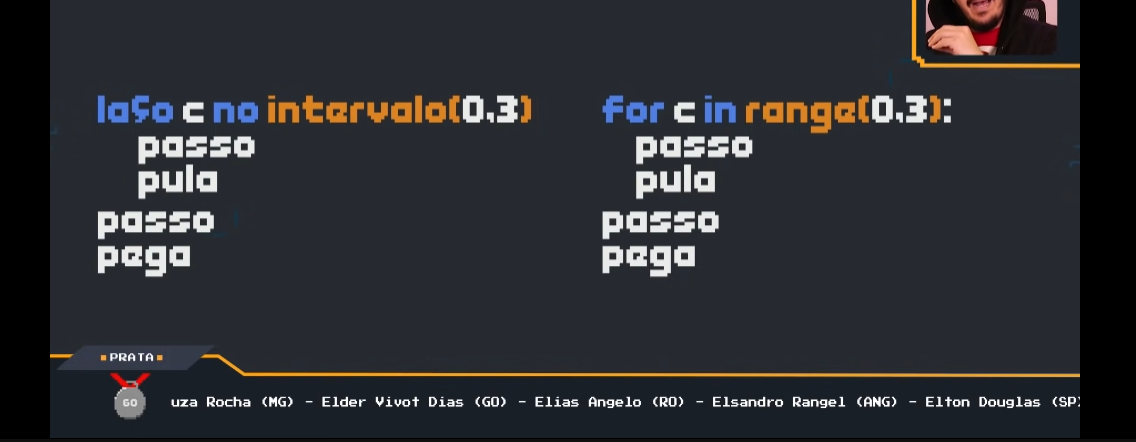 laço c no intervalo(0,3)
passo
pula
passo
pega
for c in range(0,3):
passo
pula
passo
pega
PRATA
GO
uza Rocha (MG) - Elder Vivot Dias (GO) - Elias Angelo (RO) - Elsandro Rangel (ANG) - Elton Douglas (SP)